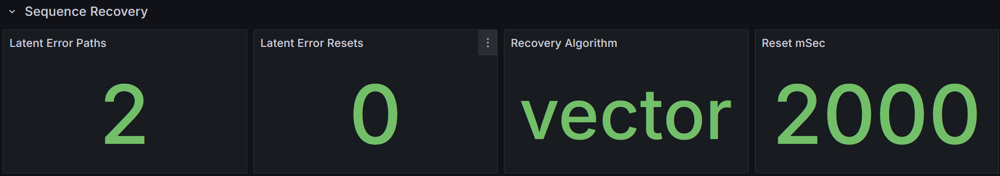 Sequence Recovery
Latent Error Paths
2
Latent Error Resets
0
Recovery Algorithm
vector
Reset mSec
2000